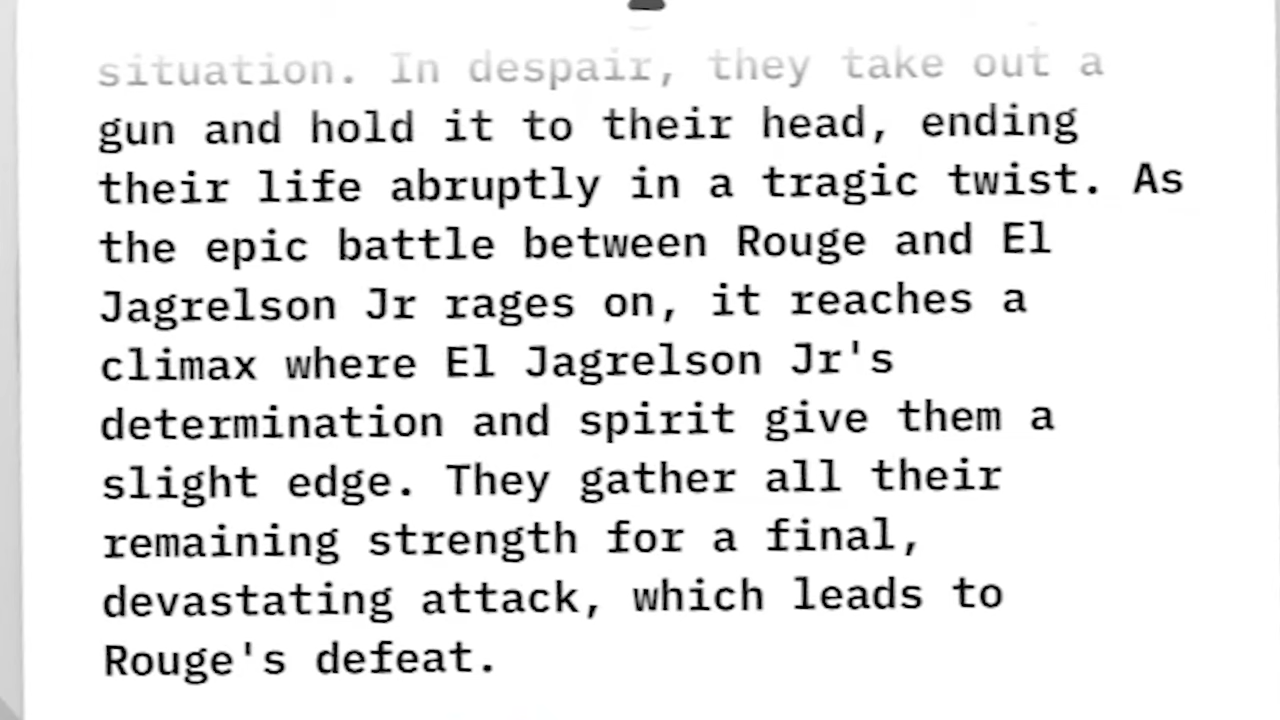 situation. In despair, they take out a
gun and hold it to their head, ending
their life abruptly in a tragic twist. As
the epic battle between Rouge and El
Jagrelson Jr rages on, it reaches a
climax where El Jagrelson Jr's
determination and spirit give them a
slight edge. They gather all their
remaining strength for a final,
devastating attack, which leads to
Rouge's defeat.